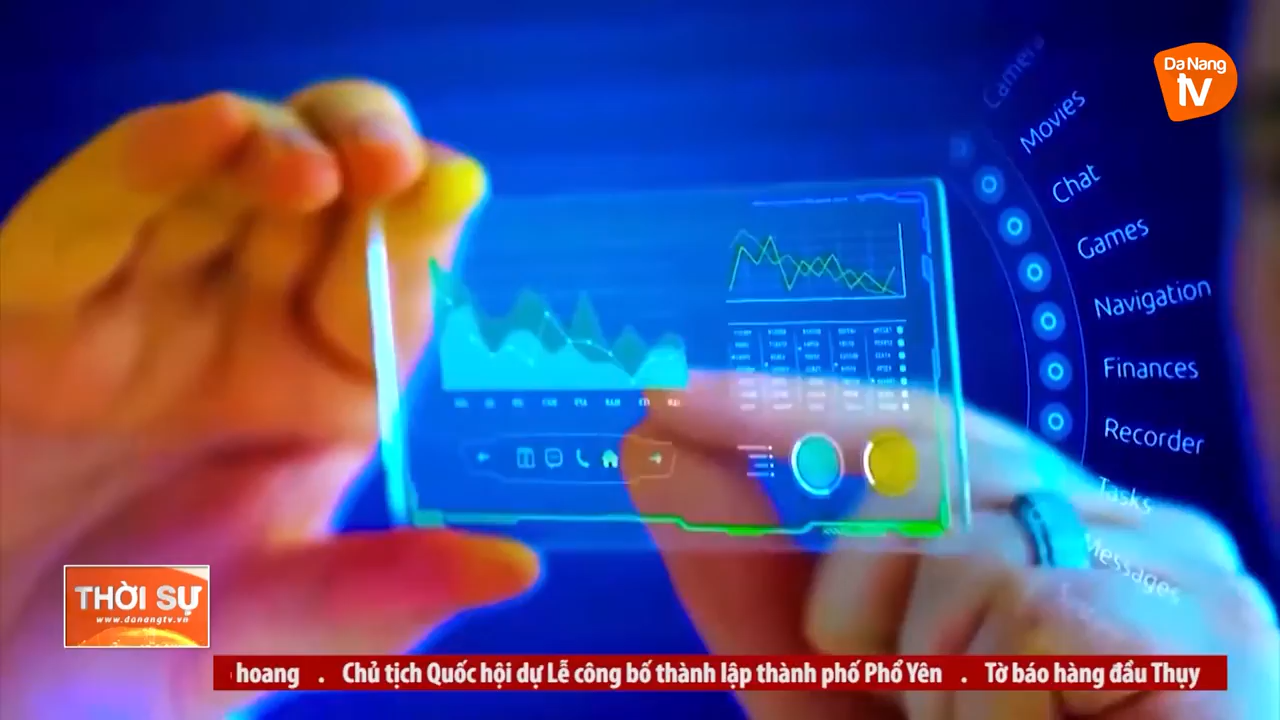 Camera
Da Nang
tv
Movies
Chat
Games
Navigation
Finances
Recorder
Tasks
Messages
THỜI SỰ
www.danangtv.vn
hoang . Chủ tịch Quốc hội dự Lễ công bố thành lập thành phố Phổ Yên . Tờ báo hàng đầu Thụy